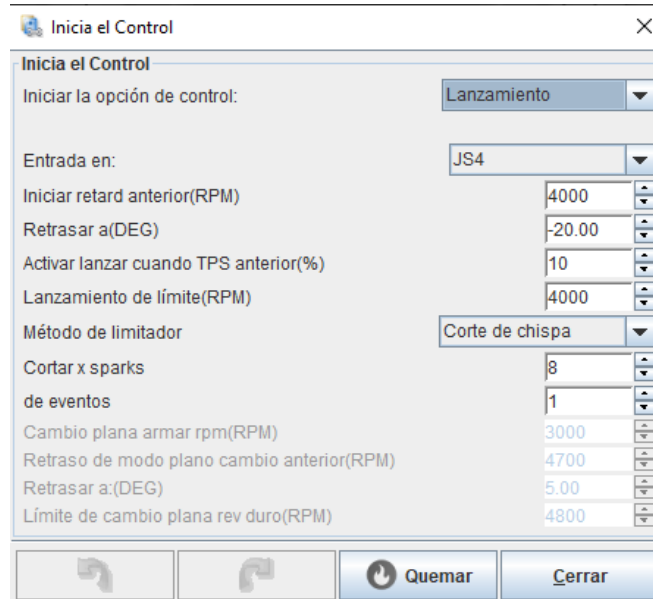 Inicia el Control
Inicia el Control
Iniciar la opción de control: Lanzamiento
Entrada en: JS4
Iniciar retard anterior(RPM) 4000
Retrasar a(DEG) -20.00
Activar lanzar cuando TPS anterior(%) 10
Lanzamiento de límite(RPM) 4000
Método de limitador Corte de chispa
Cortar x sparks 8
de eventos 1
Cambio plana armar rpm(RPM) 3000
Retraso de modo plano cambio anterior(RPM) 4700
Retrasar a:(DEG) 5.00
Límite de cambio plana rev duro(RPM) 4800
Quemar Cerrar